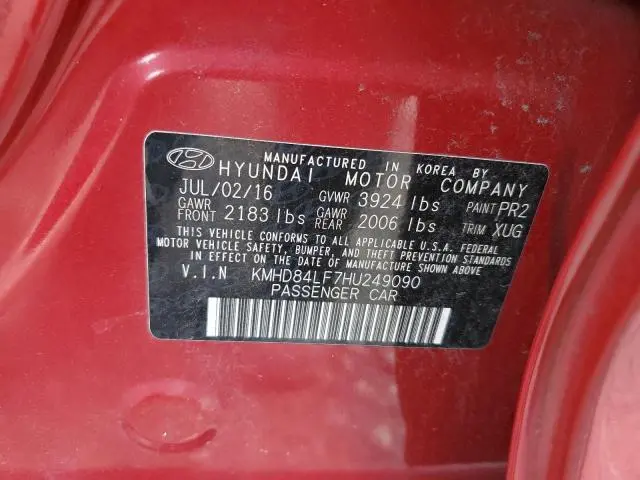 MANUFACTURED IN KOREA BY
HYUNDAI MOTOR COMPANY
JUL/02/16 GVWR 3924 lbs PAINT PR2
GAWR FRONT 2183 lbs GAWR REAR 2006 lbs TRIM XUG
THIS VEHICLE CONFORMS TO ALL APPLICABLE U.S.A. FEDERAL
MOTOR VEHICLE SAFETY, BUMPER, AND THEFT PREVENTION STANDARDS
IN EFFECT ON THE DATE OF MANUFACTURE SHOWN ABOVE.
V.I.N KMHD84LF7HU249090
PASSENGER CAR